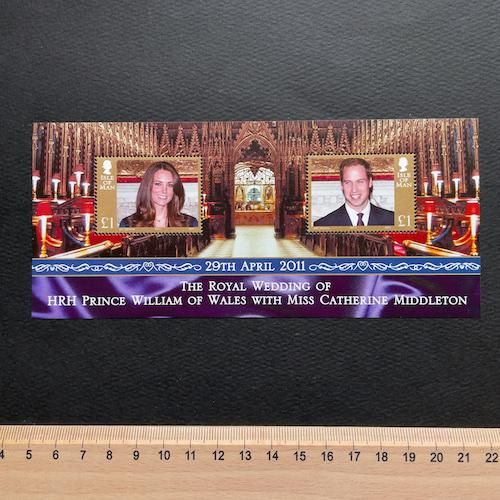 ISLE OF
MAN
£1
ISLE OF
MAN
£1
29TH APRIL 2011
THE ROYAL WEDDING OF
HRH PRINCE WILLIAM OF WALES WITH MISS CATHERINE MIDDLETON
4 5 6 7 8 9 10 11 12 13 14 15 16 17 18 19 20 21 22